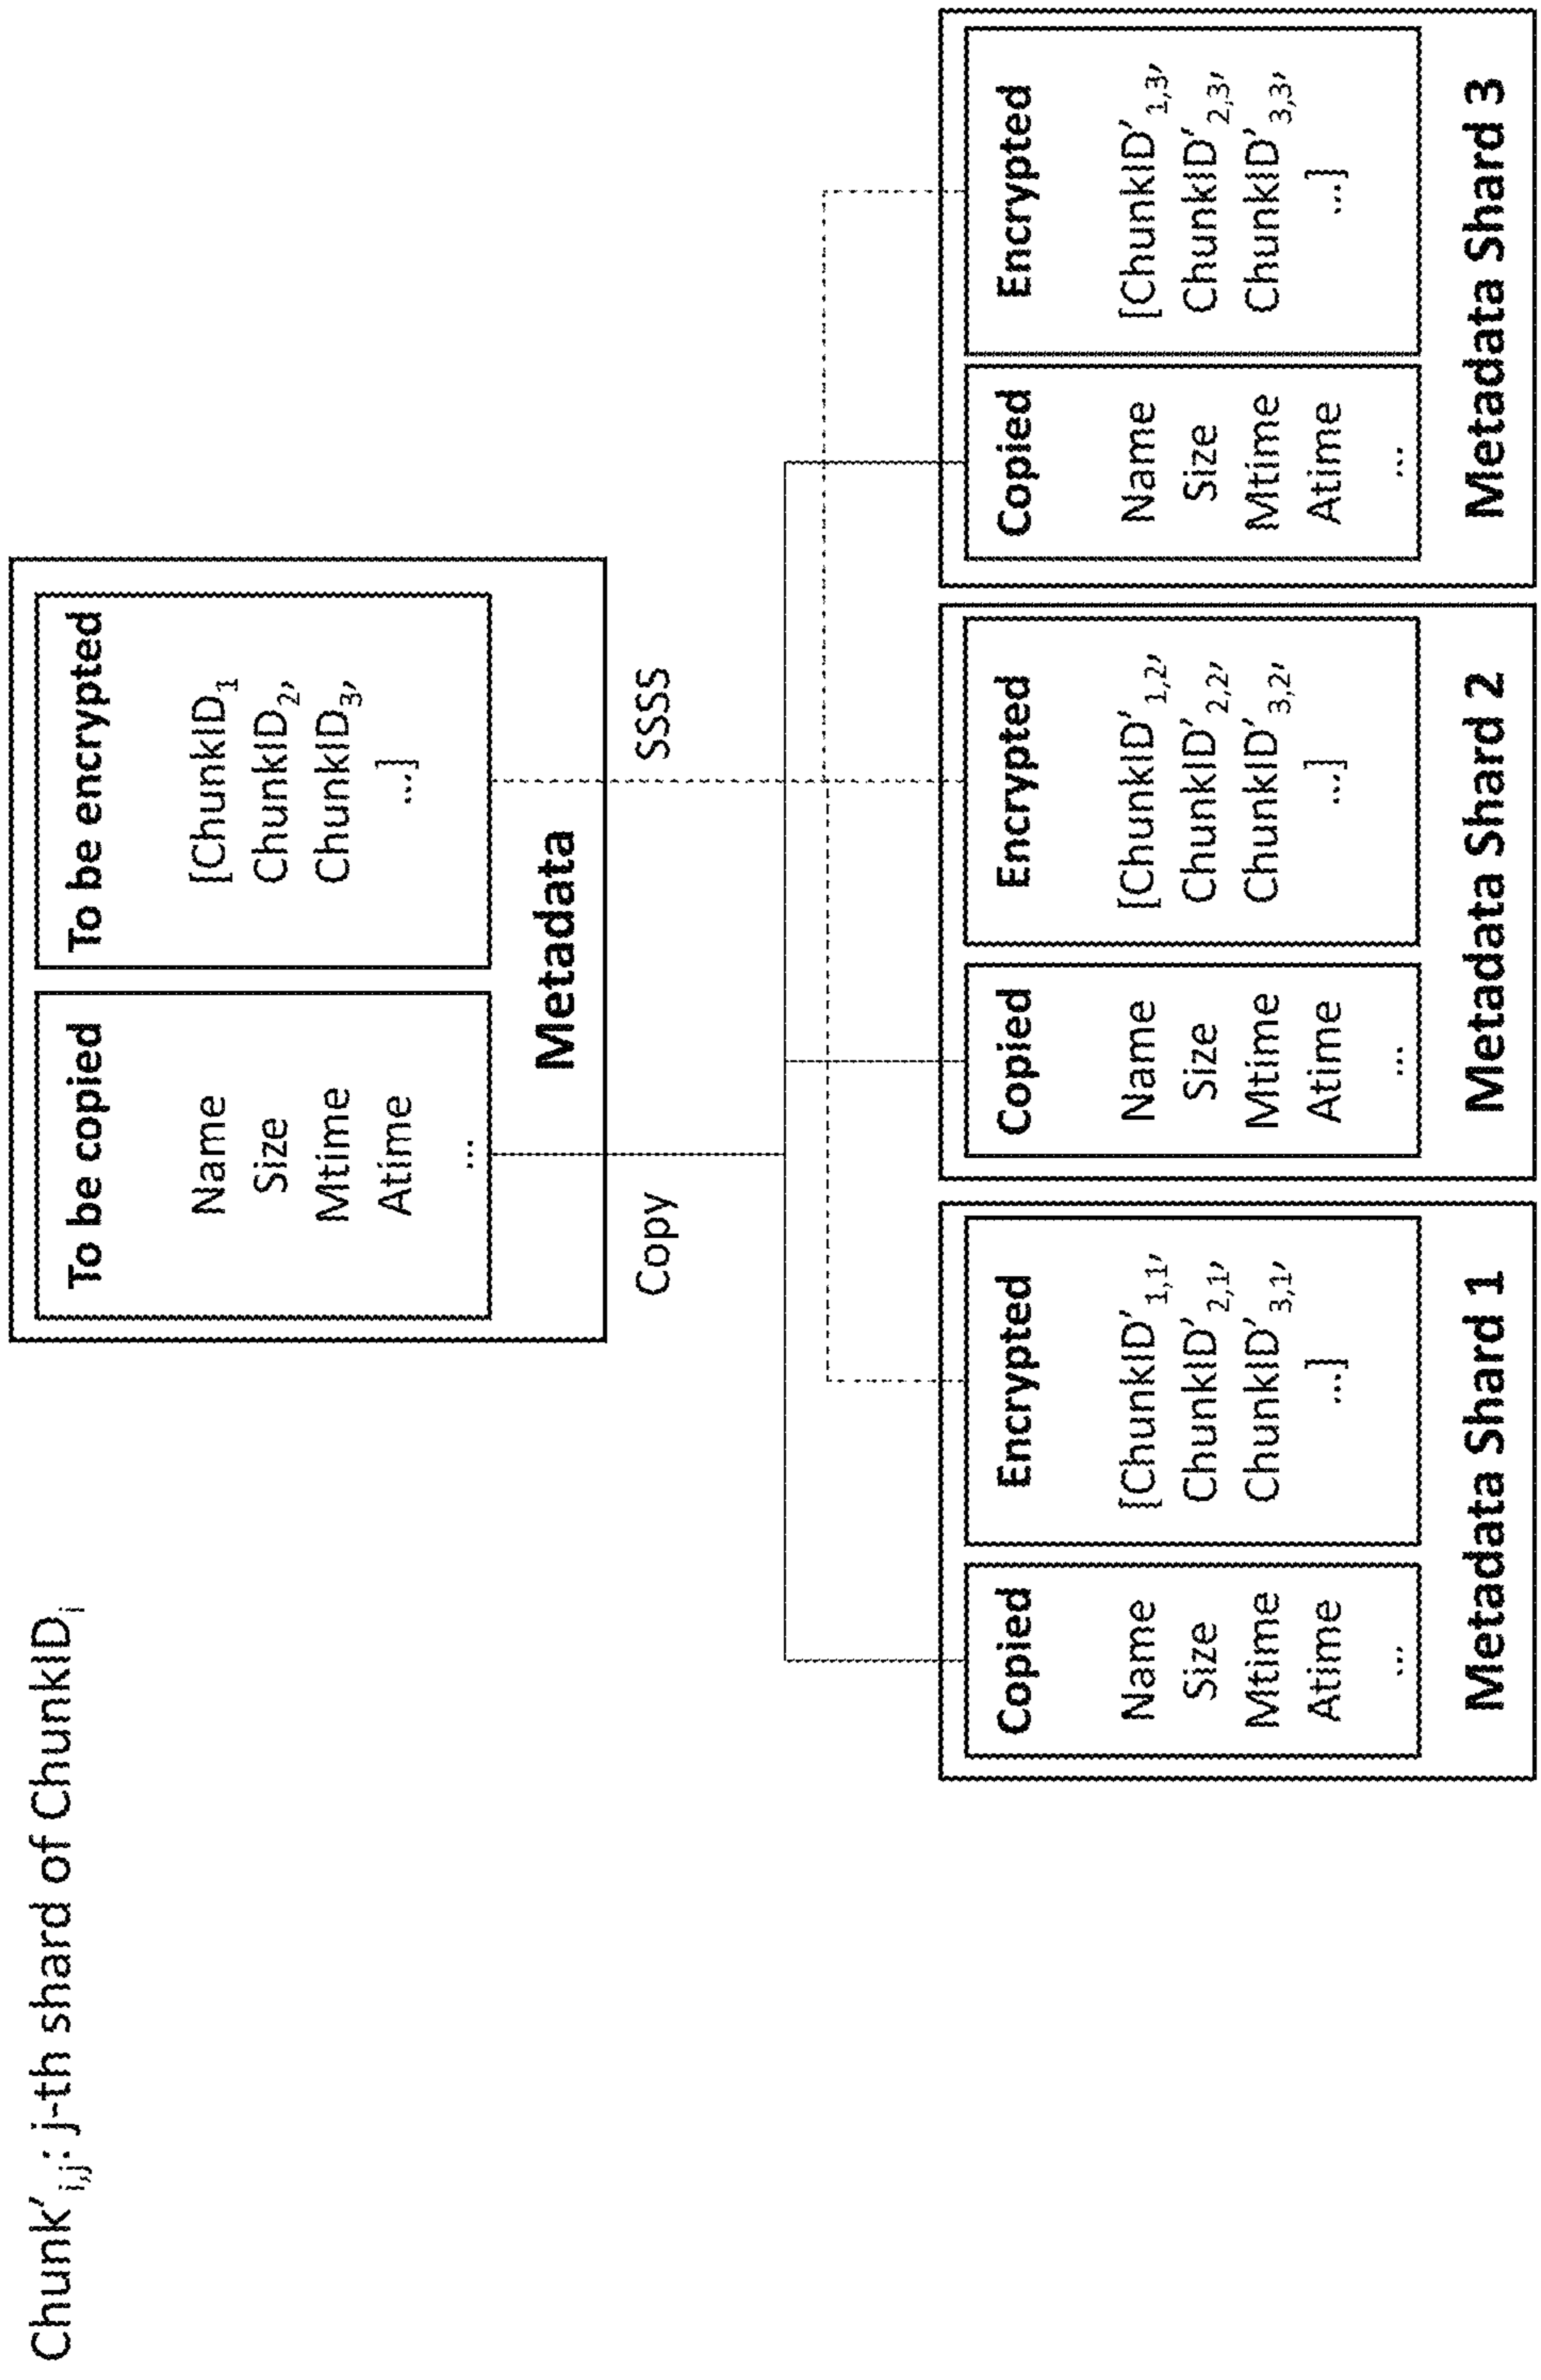 Chunk'i,j: j-th shard of ChunkIDi
To be copied
Name
Size
Mtime
Atime
...
To be encrypted
[ChunkID1
ChunkID2,
ChunkID3,
...]
Metadata
Copy
SSSS
Copied
Name
Size
Mtime
Atime
...
Encrypted
[ChunkID'1,1,
ChunkID'2,1,
ChunkID'3,1,
...]
Metadata Shard 1
Copied
Name
Size
Mtime
Atime
...
Encrypted
[ChunkID'1,2,
ChunkID'2,2,
ChunkID'3,2,
...]
Metadata Shard 2
Copied
Name
Size
Mtime
Atime
...
Encrypted
[ChunkID'1,3,
ChunkID'2,3,
ChunkID'3,3,
...]
Metadata Shard 3